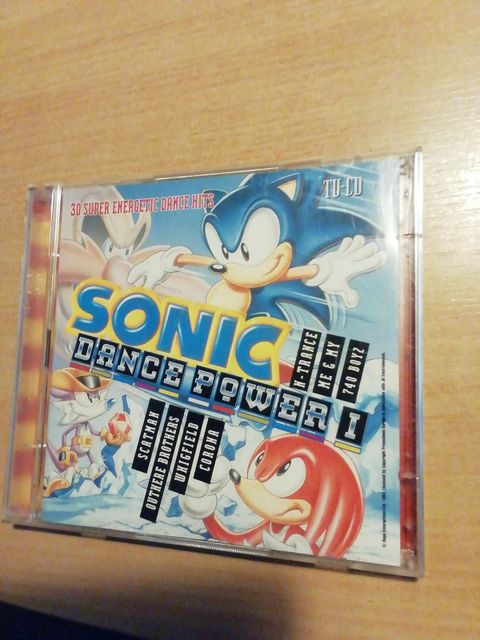 30 SUPER ENERGETIC DANCE HITS
TV-CD
SONIC
DANCE POWER 1
N-TRANCE
ME & MY
740 BOYZ
SCATMAN
OUTHERE BROTHERS
WHIGFIELD
CORONA